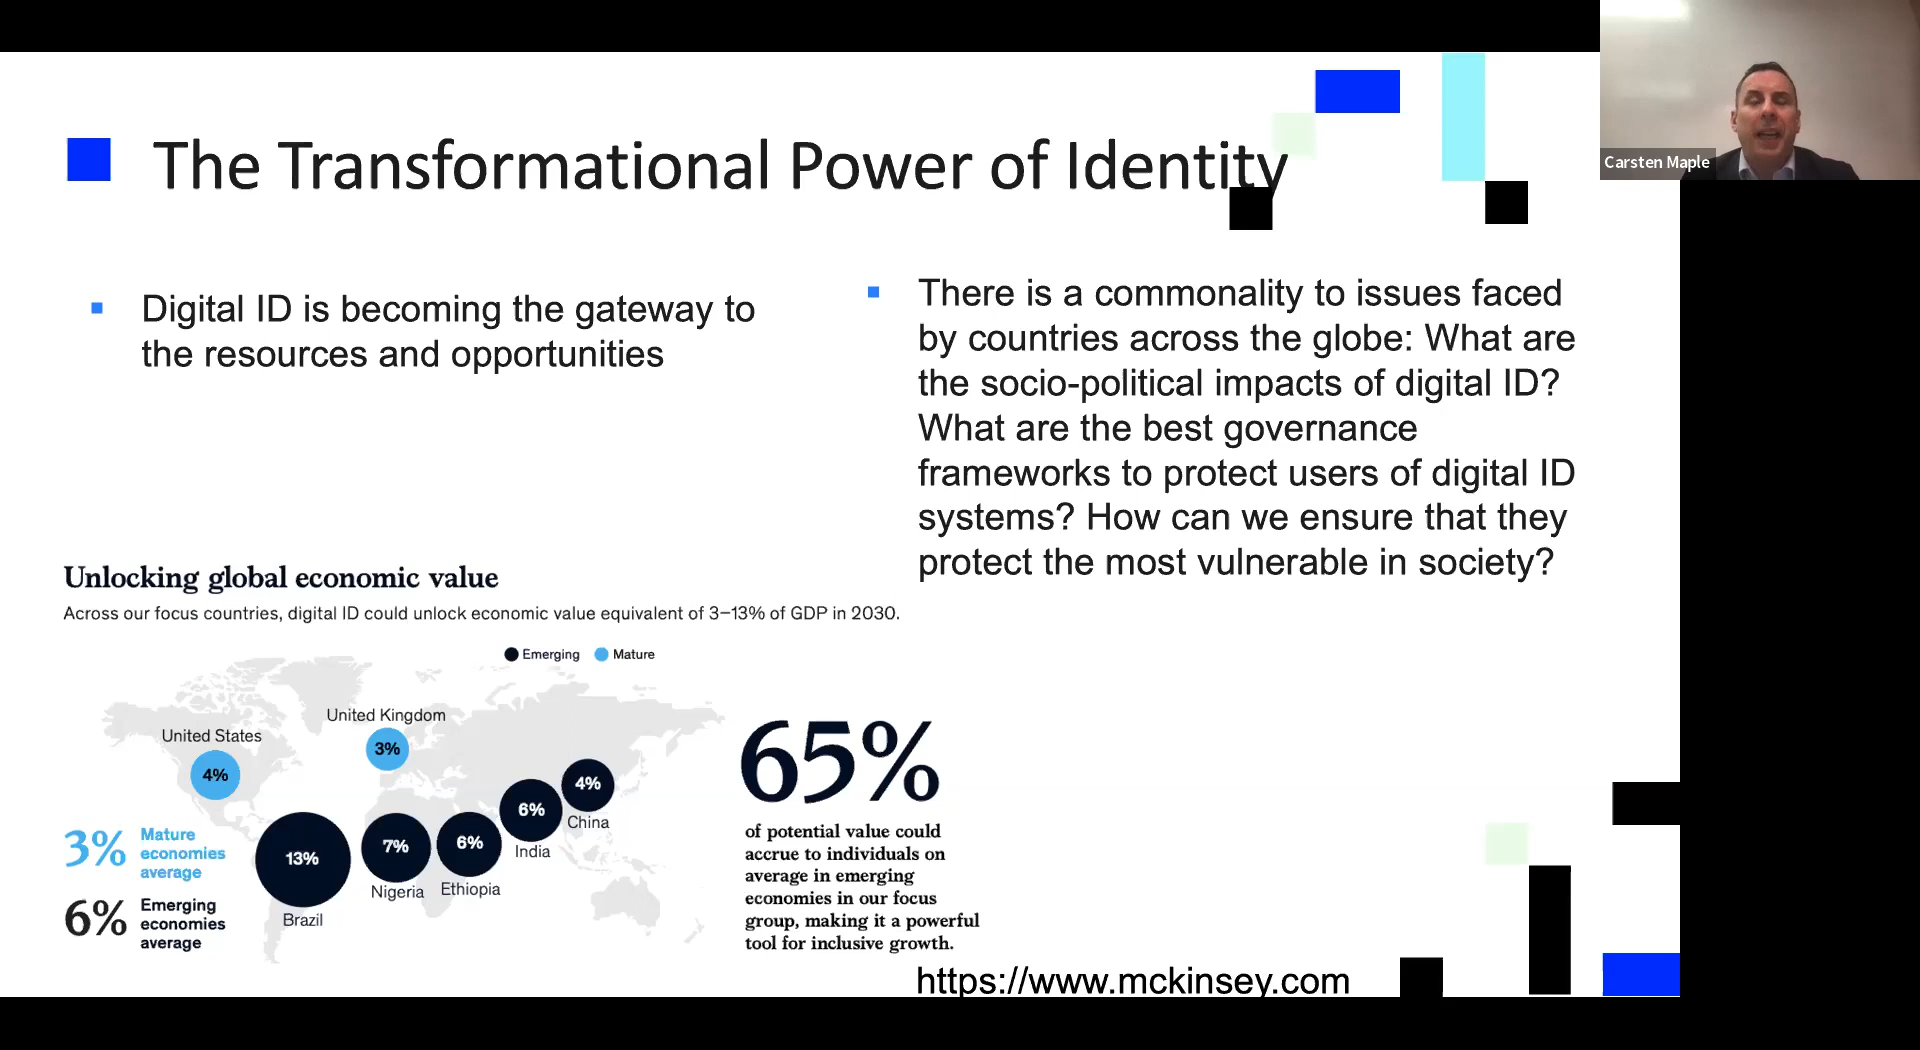 The Transformational Power of Identity
Carsten Maple
Digital ID is becoming the gateway to
the resources and opportunities
There is a commonality to issues faced
by countries across the globe: What are
the socio-political impacts of digital ID?
What are the best governance
frameworks to protect users of digital ID
systems? How can we ensure that they
protect the most vulnerable in society?
Unlocking global economic value
Across our focus countries, digital ID could unlock economic value equivalent of 3–13% of GDP in 2030.
Emerging
Mature
United States
4%
United Kingdom
3%
13%
Brazil
7%
Nigeria
6%
Ethiopia
6%
India
4%
China
3%
Mature
economies
average
6%
Emerging
economies
average
65%
of potential value could
accrue to individuals on
average in emerging
economies in our focus
group, making it a powerful
tool for inclusive growth.
https://www.mckinsey.com